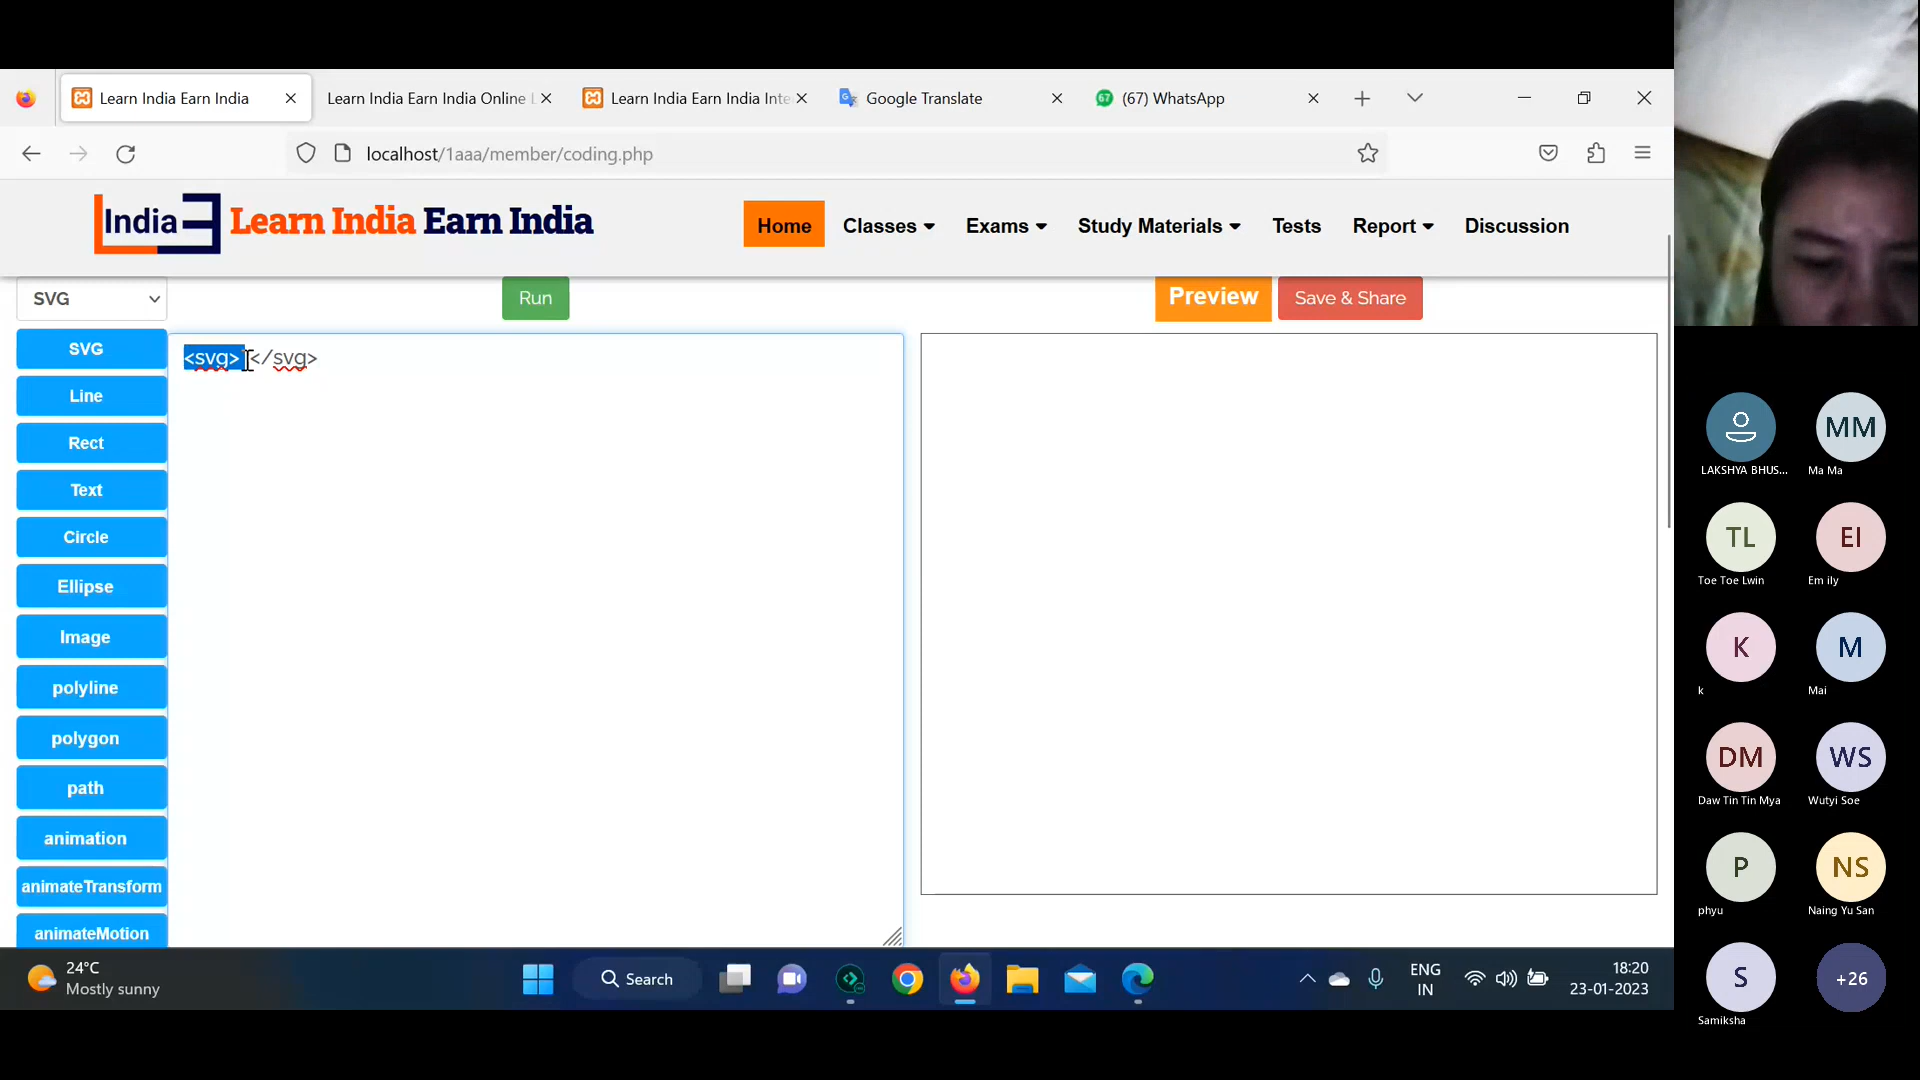 Learn India Earn India
Learn India Earn India Online
Learn India Earn India Inte
Google Translate
(67) WhatsApp
localhost/1aaa/member/coding.php
India
Learn India Earn India
Home
Classes
Exams
Study Materials
Tests
Report
Discussion
SVG
Run
Preview
Save & Share
SVG
Line
Rect
Text
Circle
Ellipse
Image
polyline
polygon
path
animation
animateTransform
animateMotion
<svg> </svg>
LAKSHYA BHUS...
MM
Ma Ma
TL
Toe Toe Lwin
EI
Em ily
K
k
M
Mai
DM
Daw Tin Tin Mya
WS
Wutyi Soe
P
phyu
NS
Naing Yu San
S
Samiksha
+26
24°C
Mostly sunny
Search
ENG
IN
18:20
23-01-2023